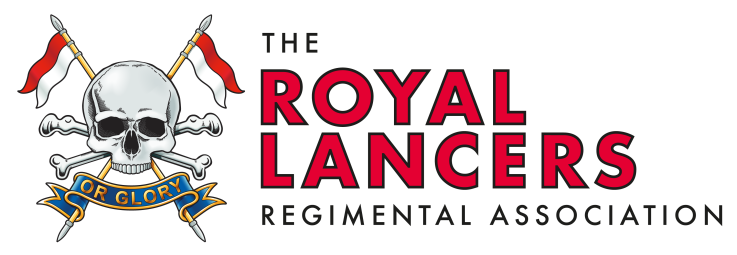 OR GLORY
THE
ROYAL
LANCERS
REGIMENTAL ASSOCIATION